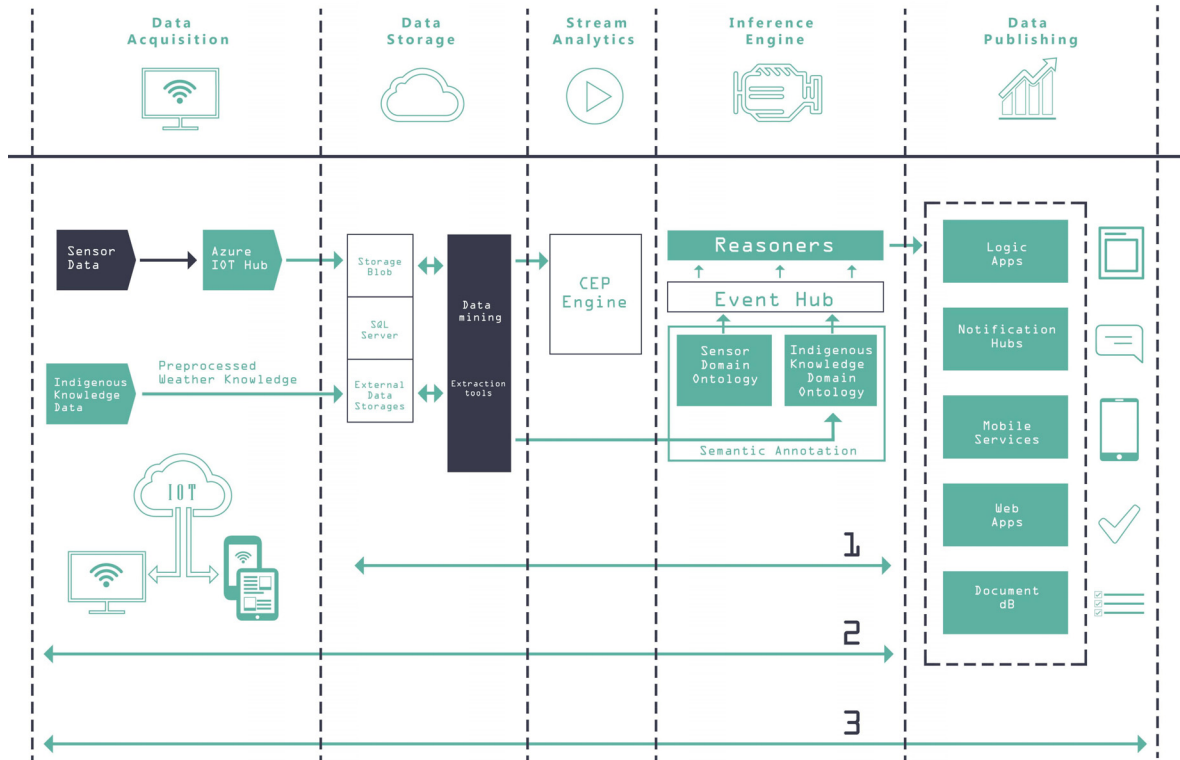 Data
Acquisition
Data
Storage
Stream
Analytics
Inference
Engine
Data
Publishing
Sensor
Data
Azure
IOT Hub
Indigenous
Knowledge
Data
Preprocessed
Weather Knowledge
IOT
Storage
Blob
SQL
Server
External
Data
Storages
Data
mining
Extraction
tools
CEP
Engine
Reasoners
Event Hub
Sensor
Domain
Ontology
Indigenous
Knowledge
Domain
Ontology
Semantic Annotation
Logic
Apps
Notification
Hubs
Mobile
Services
Web
Apps
Document
dB
1
2
3